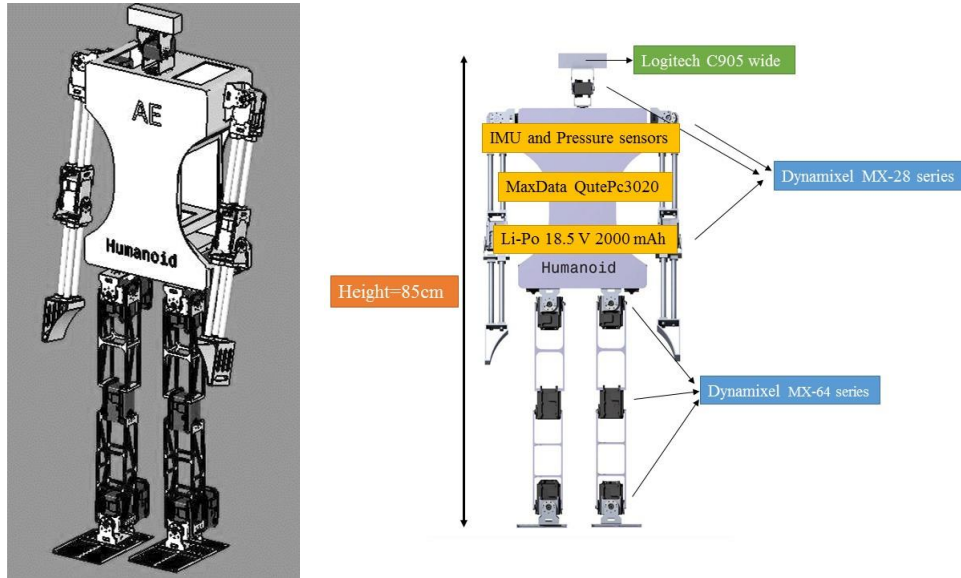 AE
Humanoid
Logitech C905 wide
IMU and Pressure sensors
MaxData QutePc3020
Dynamixel MX-28 series
Li-Po 18.5 V 2000 mAh
Humanoid
Height=85cm
Dynamixel MX-64 series